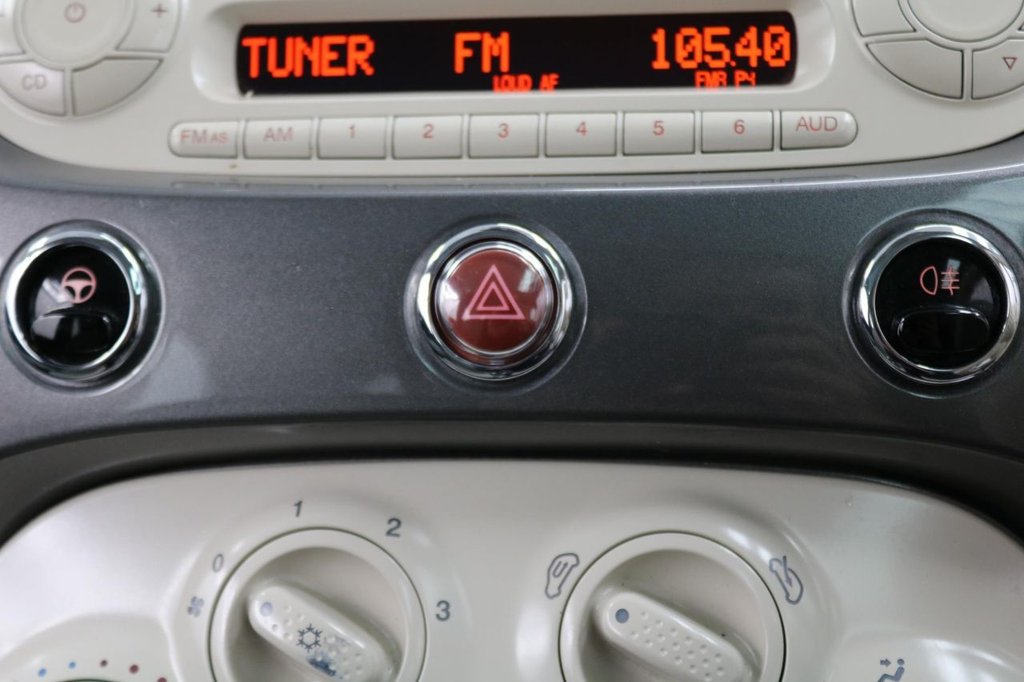 TUNER FM 105.40
LOUD AF
CD
FM AS AM 1 2 3 4 5 6 AUD
0 1 2 3